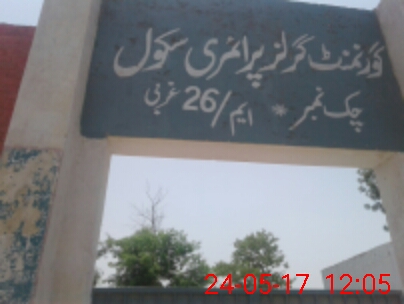 گورنمنٹ گرلز پرائمری سکول
چک نمبر * 26/ایم غربی
24-05-17 12:05